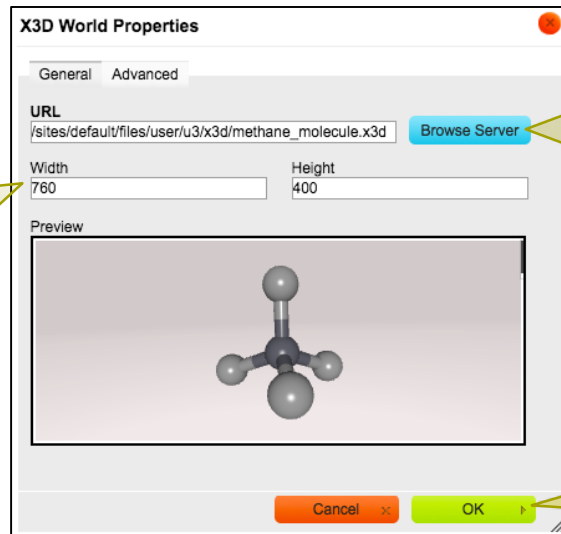 X3D World Properties
General Advanced
URL
/sites/default/files/user/u3/x3d/methane_molecule.x3d Browse Server
Width Height
760 400
Preview
Cancel OK